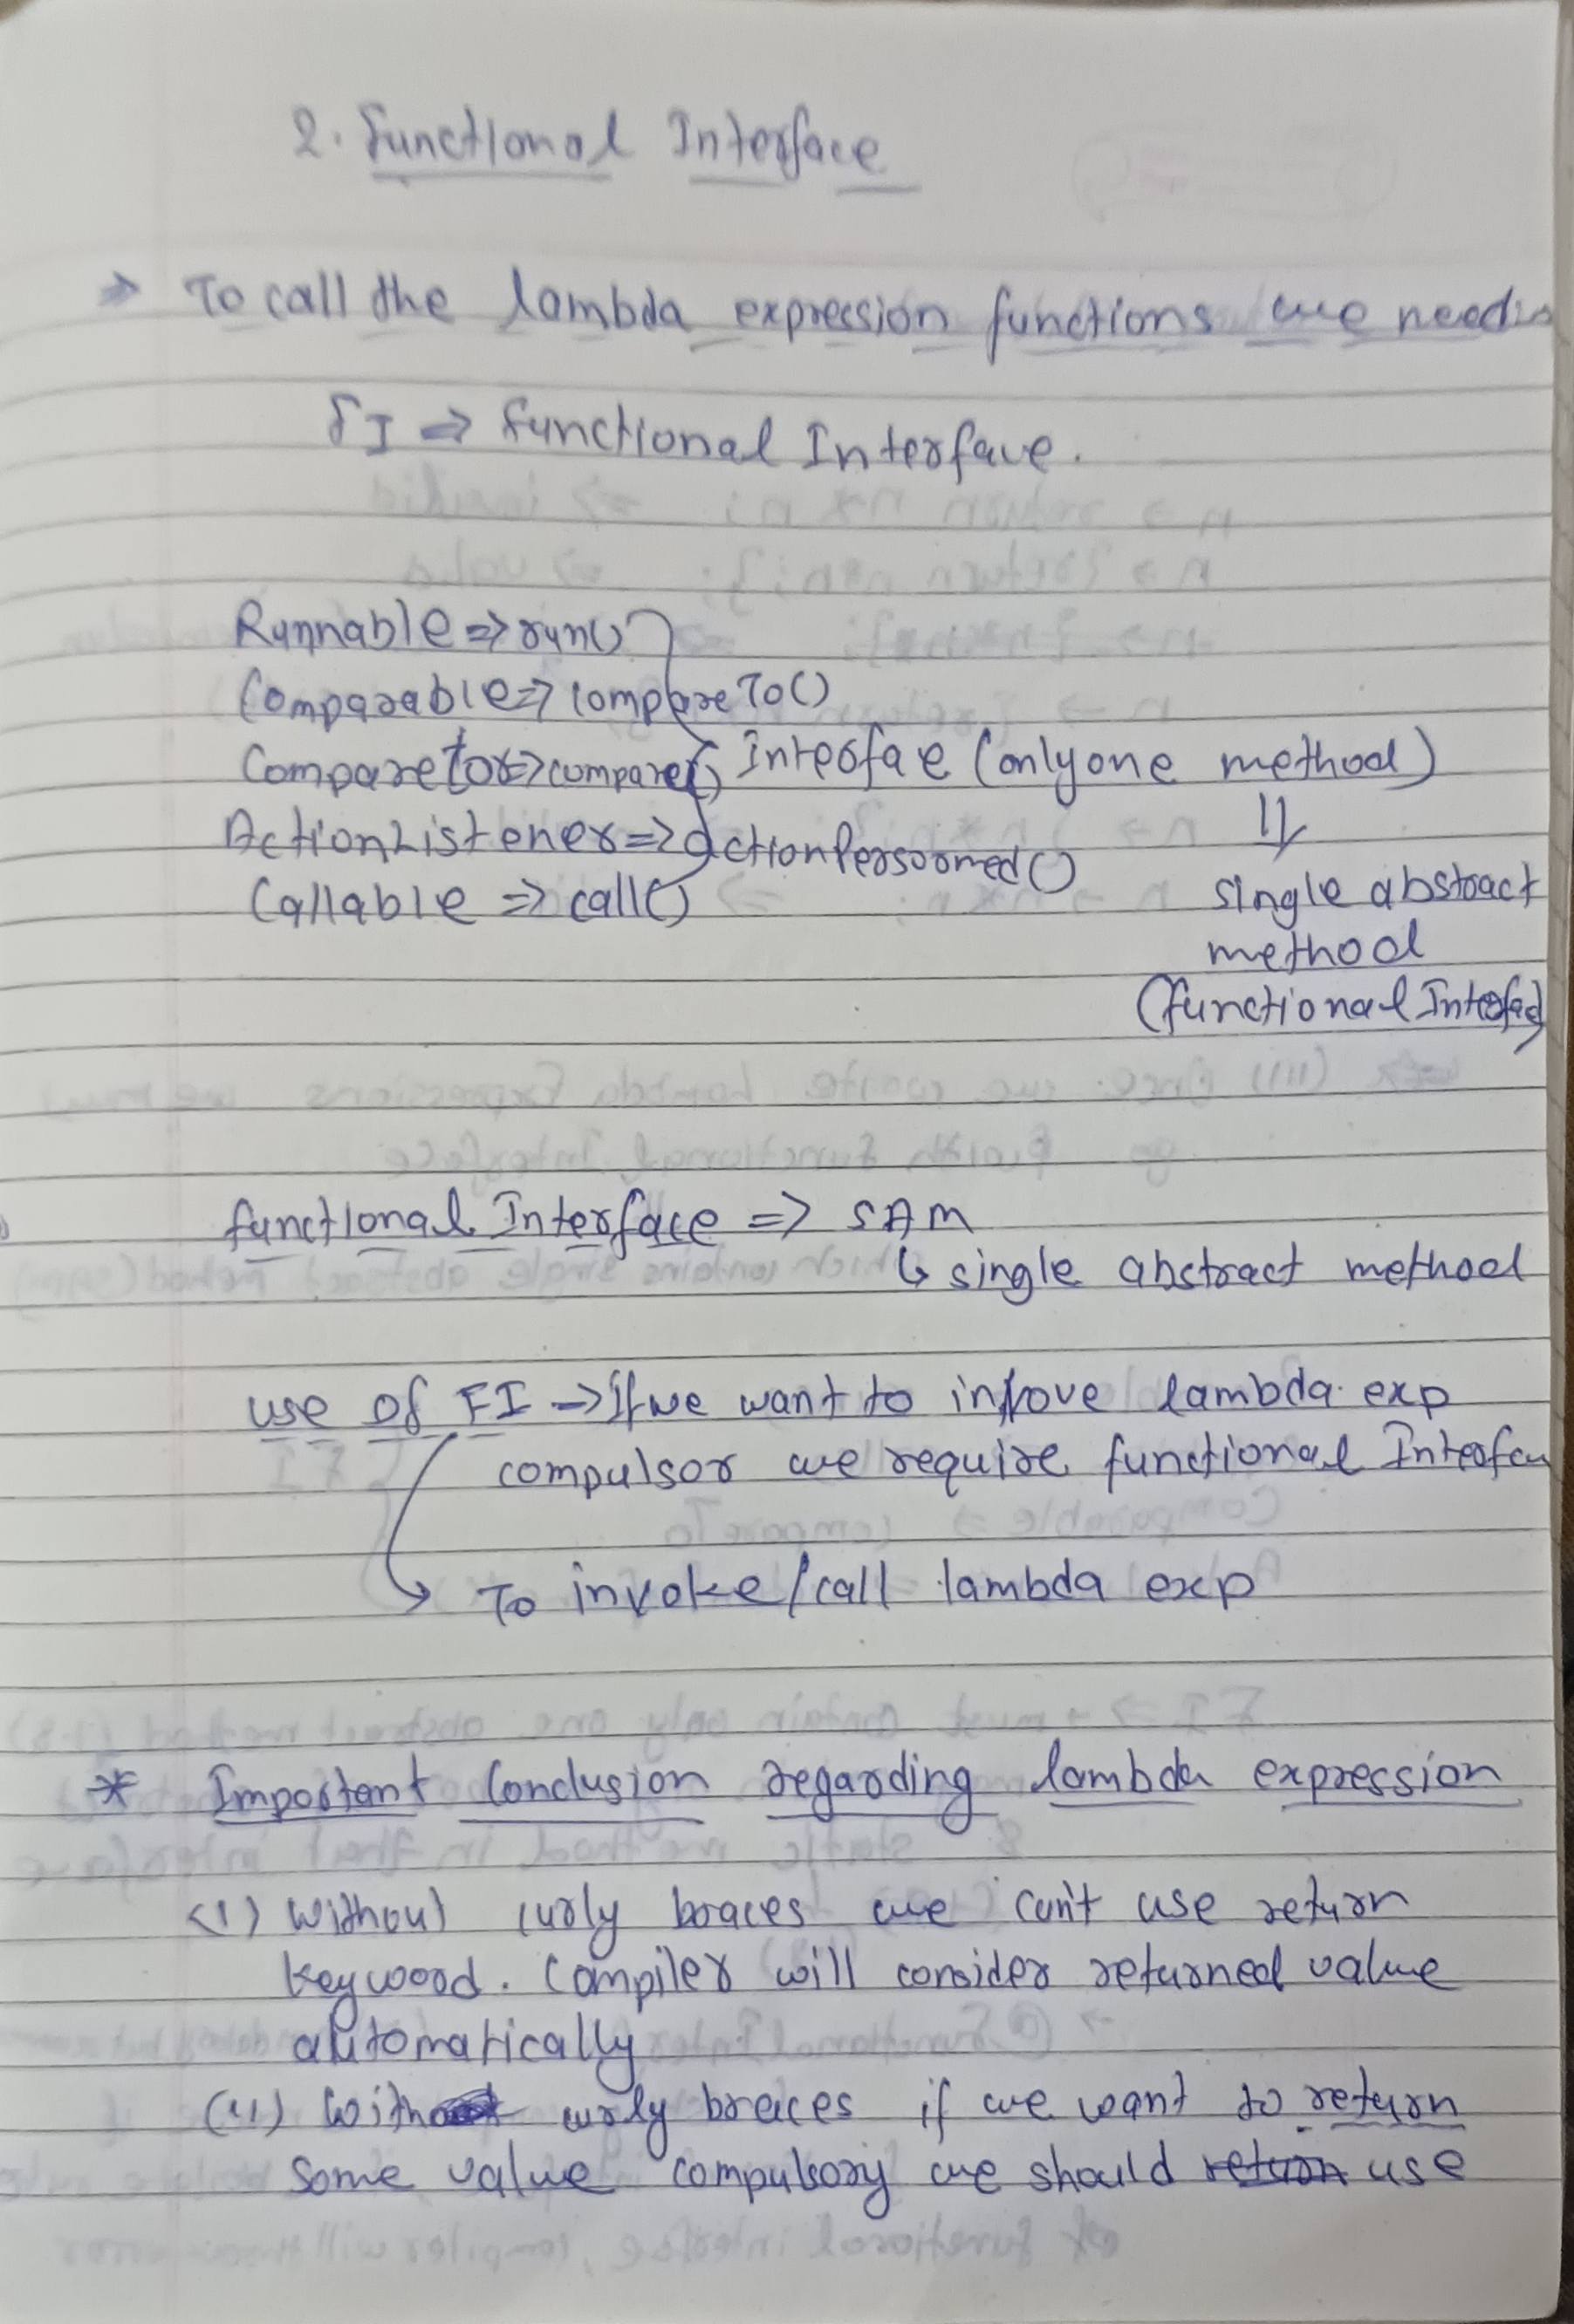 2. Functional Interface
⇒ To call the lambda expression functions we need
FI ⇒ Functional Interface.
Runnable => run()
Comparable => compareTo()
Comparetor => compare() Interfae (only one method)
ActionListener => actionPersormed()
Callable => call()
single abstract
method
(functional Interface)
functional Interface => SAM
↳ single abstract method
use of FI -> If we want to invove lambda exp
compulsor we require functional Interface
To invoke/call lambda exp
* Important Conclusion regarding lambda expression
(I) without curly braces we can't use return
keyword. Compiler will consider returned value
automatically
(II) With curly braces if we want to return
some value compulsory we should return use